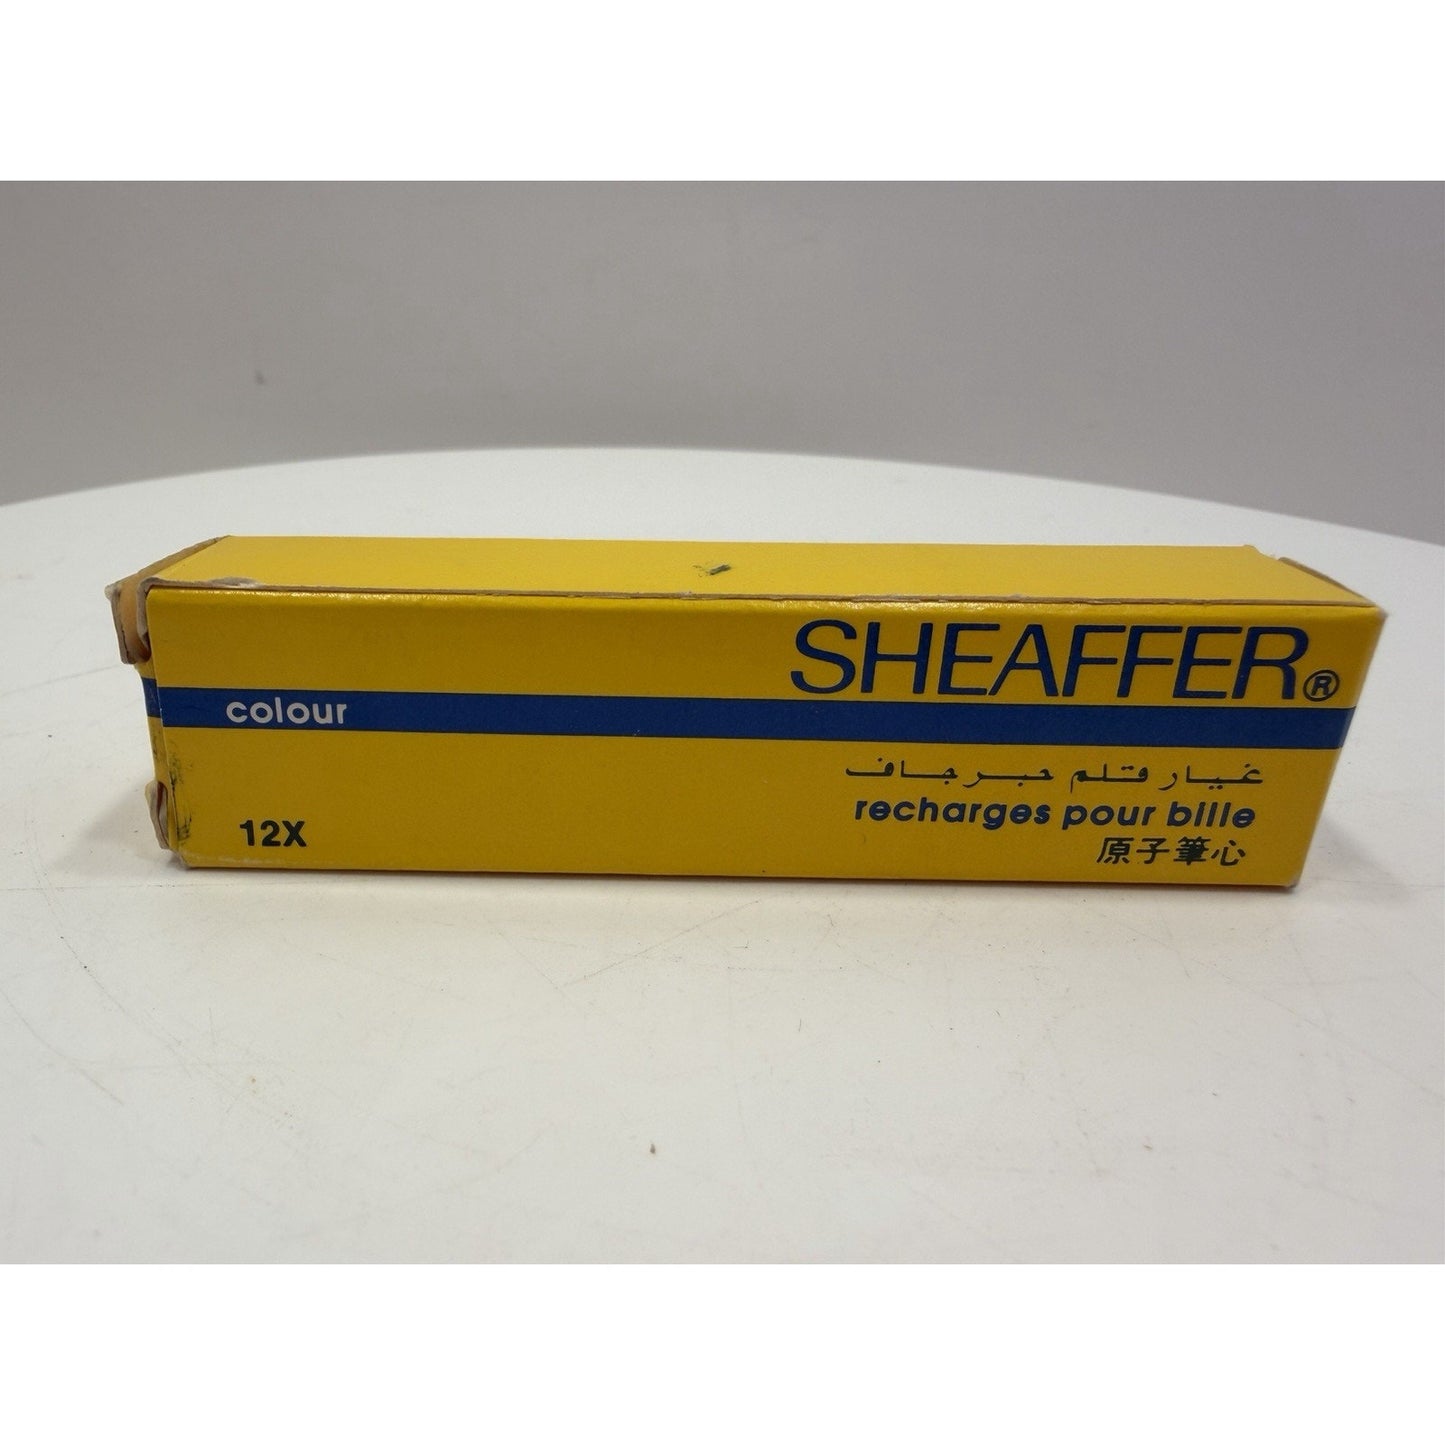 SHEAFFER®
colour
غيار قلم حبر جاف
recharges pour bille
12X
原子筆心